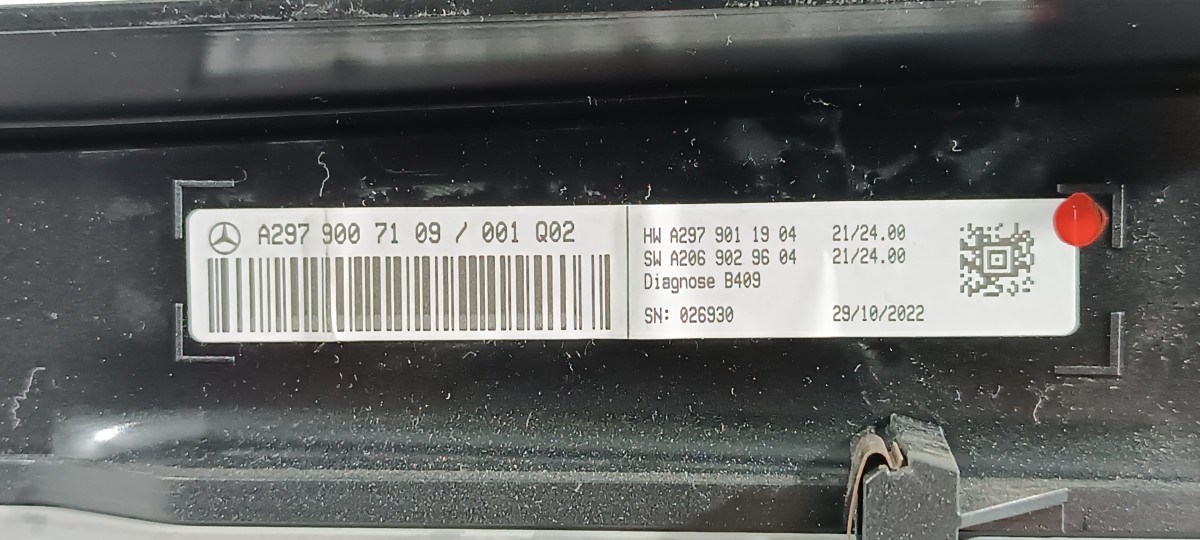 A297 900 71 09 / 001 Q02
HW A297 901 19 04 21/24.00
SW A206 902 96 04 21/24.00
Diagnose B409
SN: 026930 29/10/2022